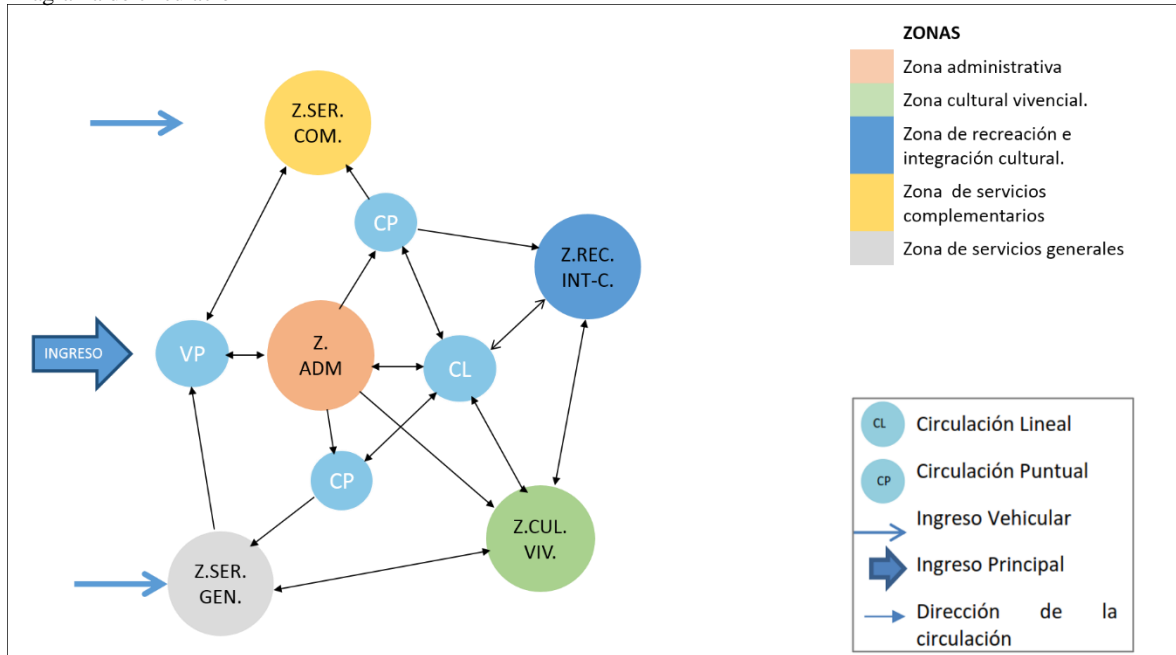 Z.SER.
COM.
CP
Z.REC.
INT-C.
INGRESO
VP
Z.
ADM
CL
CP
Z.CUL.
VIV.
Z.SER.
GEN.
ZONAS
Zona administrativa
Zona cultural vivencial.
Zona de recreación e
integración cultural.
Zona de servicios
complementarios
Zona de servicios generales
CL
Circulación Lineal
CP
Circulación Puntual
Ingreso Vehicular
Ingreso Principal
Dirección de la
circulación